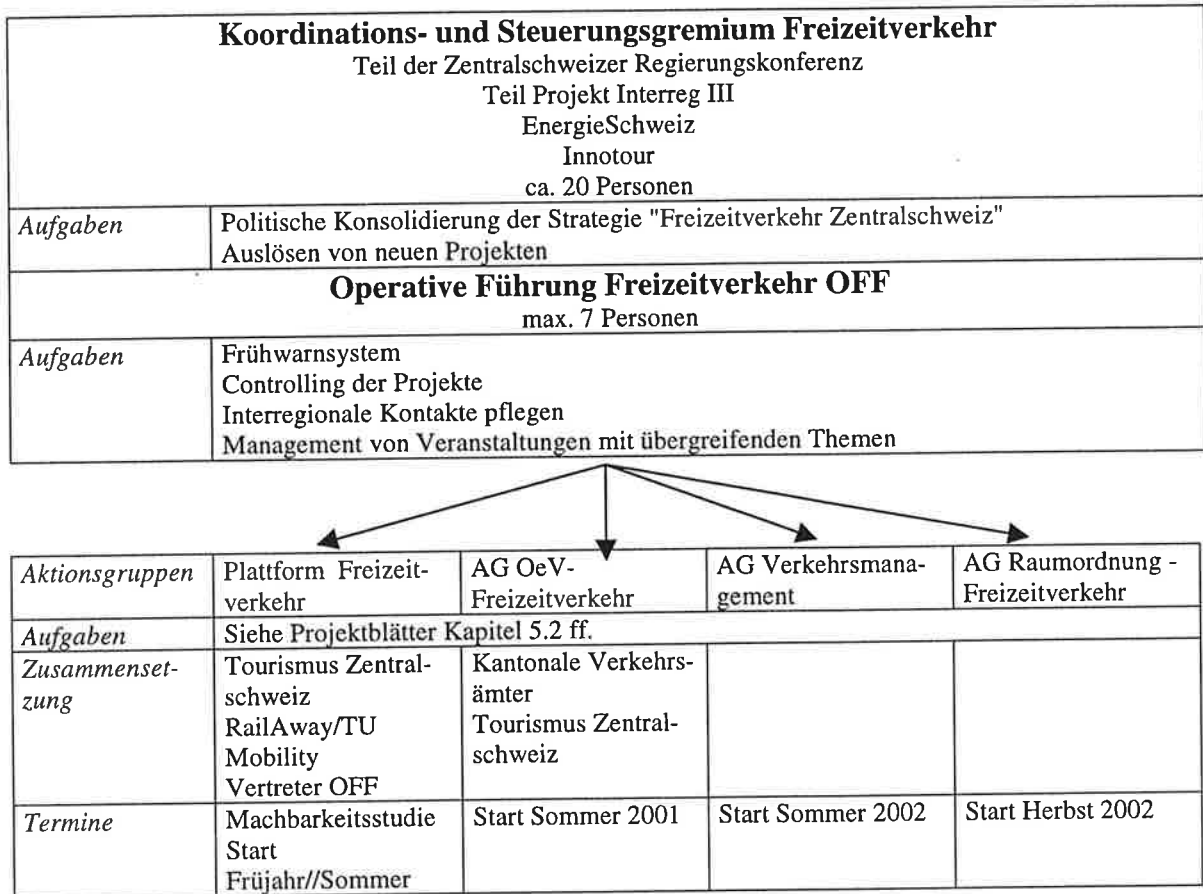 Koordinations- und Steuerungsgremium Freizeitverkehr
Teil der Zentralschweizer Regierungskonferenz
Teil Projekt Interreg III
EnergieSchweiz
Innotour
ca. 20 Personen
Aufgaben
Politische Konsolidierung der Strategie "Freizeitverkehr Zentralschweiz"
Auslösen von neuen Projekten
Operative Führung Freizeitverkehr OFF
max. 7 Personen
Aufgaben
Frühwarnsystem
Controlling der Projekte
Interregionale Kontakte pflegen
Management von Veranstaltungen mit übergreifenden Themen
Aktionsgruppen
Plattform Freizeit-
verkehr
AG OeV-
Freizeitverkehr
AG Verkehrsmana-
gement
AG Raumordnung -
Freizeitverkehr
Aufgaben
Siehe Projektblätter Kapitel 5.2 ff.
Zusammenset-
zung
Tourismus Zentral-
schweiz
RailAway/TU
Mobility
Vertreter OFF
Kantonale Verkehrs-
ämter
Tourismus Zentral-
schweiz
Termine
Machbarkeitsstudie
Start
Früjahr//Sommer
Start Sommer 2001
Start Sommer 2002
Start Herbst 2002